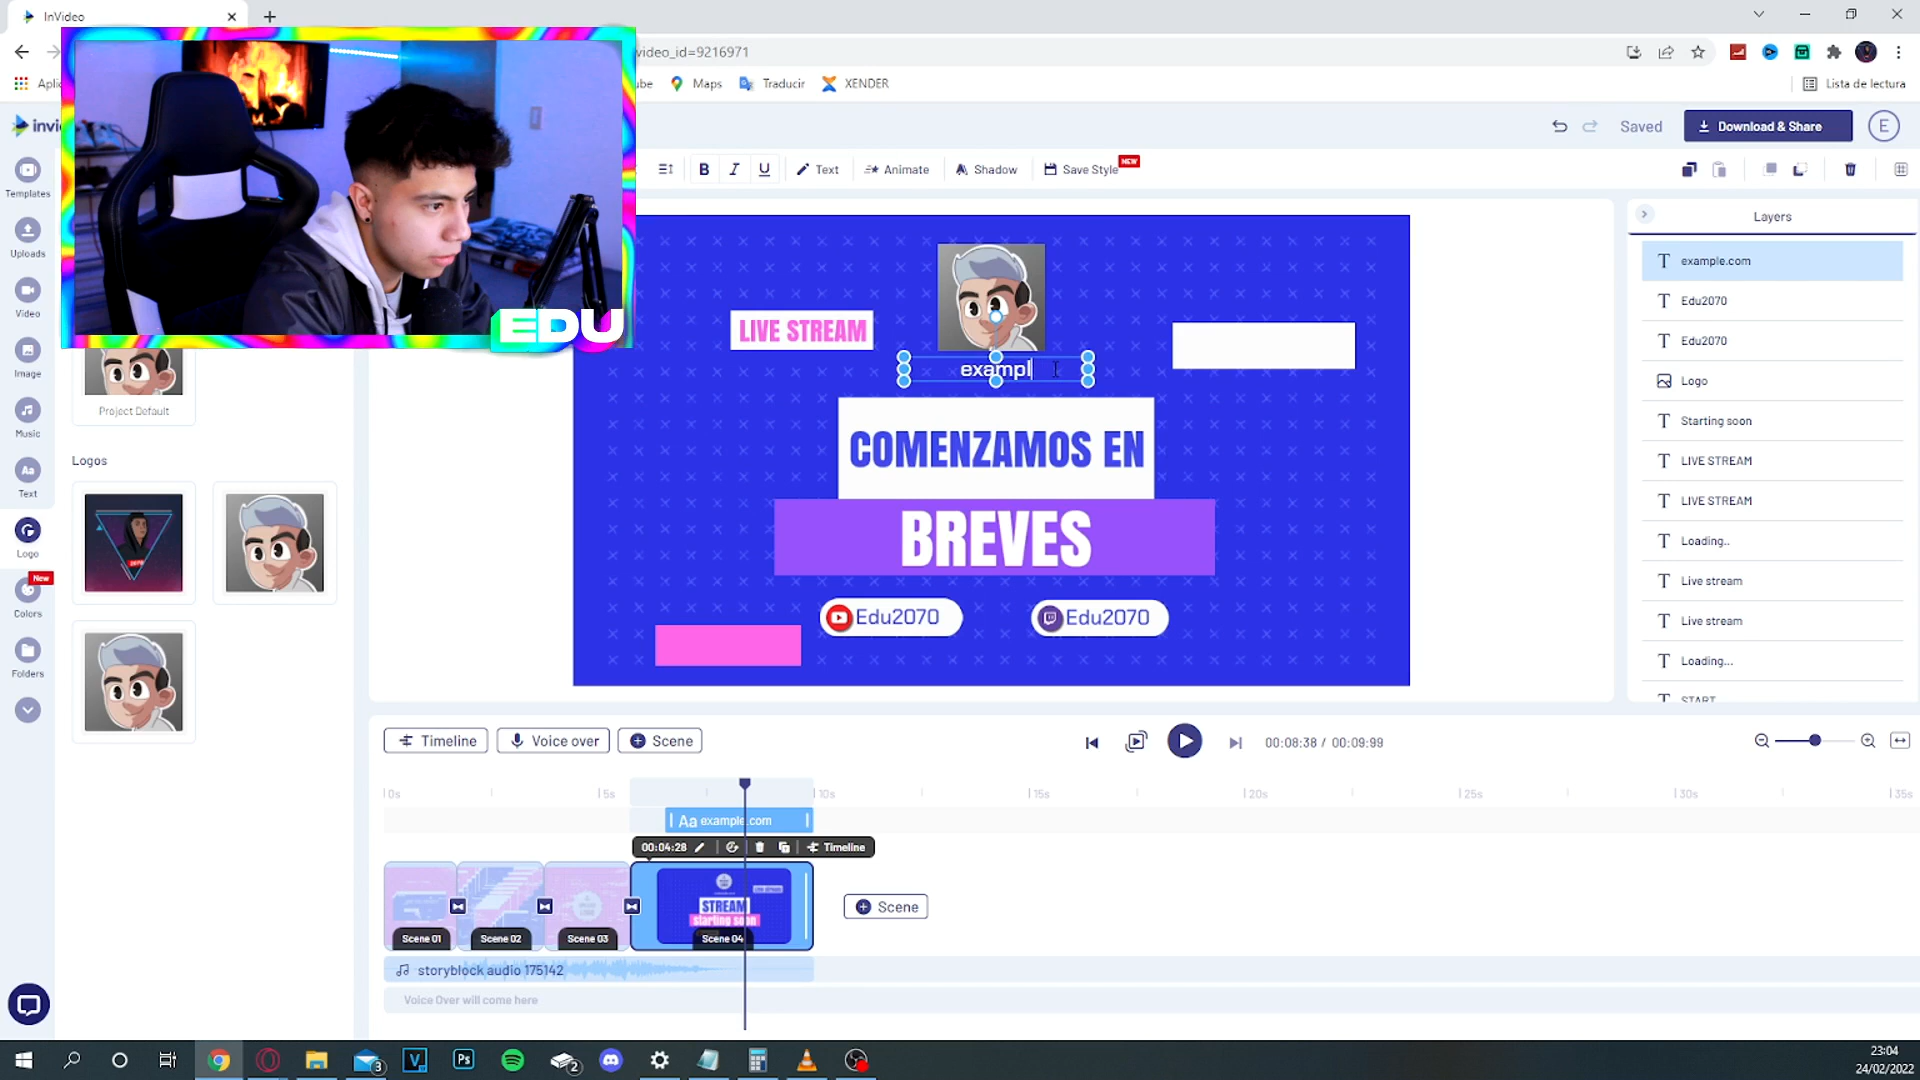 InVideo
video_id=9216971
Maps
Traducir
XENDER
Lista de lectura
Saved
Download & Share
E
B
I
U
Text
Animate
Shadow
Save Style
NEW
Templates
Uploads
Video
Image
Music
Text
Logo
New
Colors
Folders
EDU
Project Default
Logos
LIVE STREAM
exampl
COMENZAMOS EN
BREVES
Edu2070
Edu2070
Layers
example.com
Edu2070
Edu2070
Logo
Starting soon
LIVE STREAM
LIVE STREAM
Loading..
Live stream
Live stream
Loading...
START
Timeline
Voice over
Scene
00:08:38 / 00:09:99
0s
5s
10s
15s
20s
25s
30s
35s
Aa example.com
00:04:28
Timeline
STREAM
starting soon
Scene 01
Scene 02
Scene 03
Scene 04
Scene
storyblock audio 175142
Voice Over will come here
3
V
Ps
2
23:04
24/02/2022